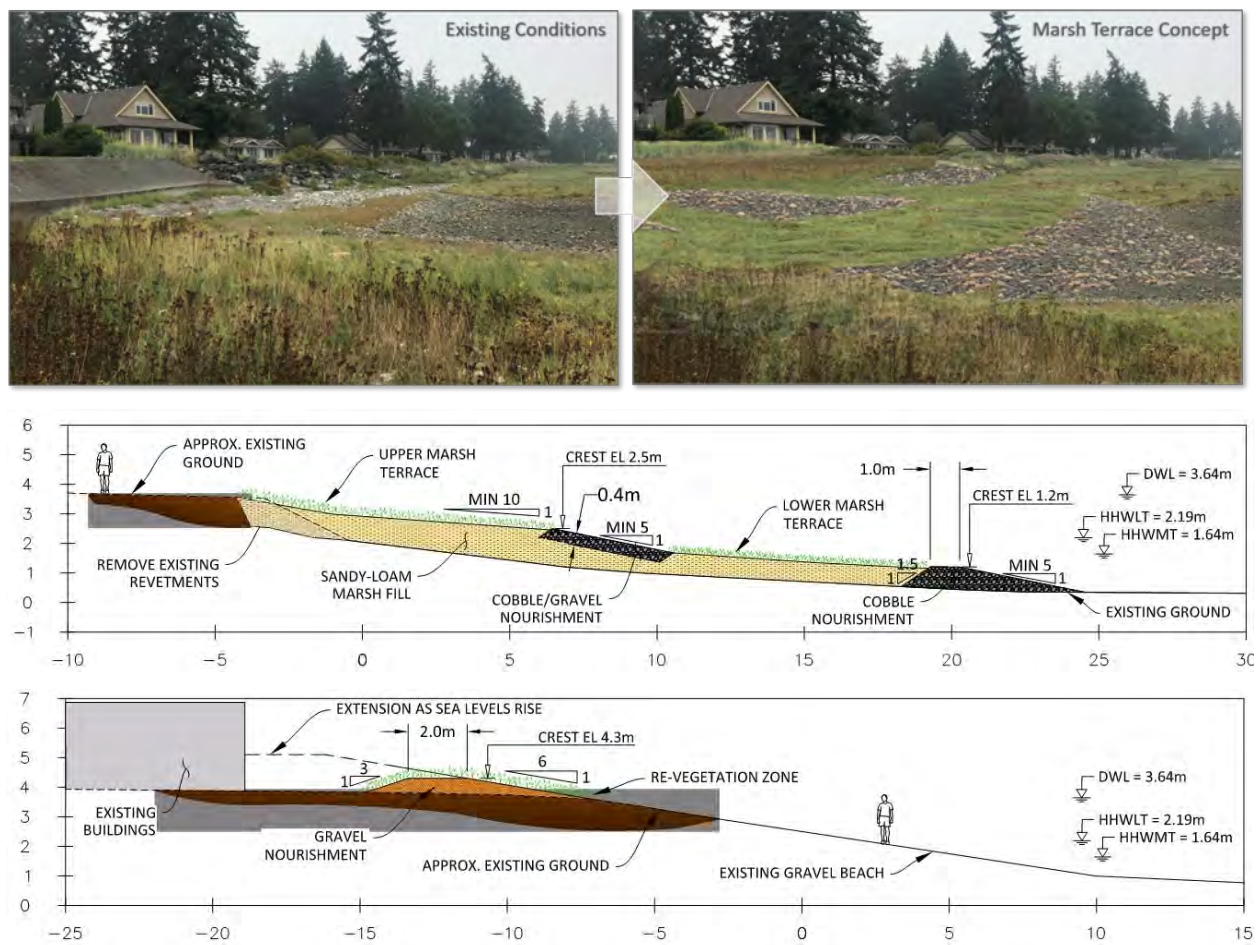 Existing Conditions
Marsh Terrace Concept
6
5
4
3
2
1
0
-1
APPROX. EXISTING
GROUND
UPPER MARSH
TERRACE
CREST EL 2.5m
0.4m
MIN 10
1
MIN 5
1
LOWER MARSH
TERRACE
1.0m
CREST EL 1.2m
DWL = 3.64m
HHWLT = 2.19m
HHWMT = 1.64m
REMOVE EXISTING
REVETMENTS
SANDY-LOAM
MARSH FILL
COBBLE/GRAVEL
NOURISHMENT
1.5
1
COBBLE
NOURISHMENT
MIN 5
1
EXISTING GROUND
-10 -5 0 5 10 15 20 25 30
7
6
5
4
3
2
1
0
EXTENSION AS SEA LEVELS RISE
2.0m
CREST EL 4.3m
3
1
6
1
RE-VEGETATION ZONE
DWL = 3.64m
HHWLT = 2.19m
HHWMT = 1.64m
EXISTING
BUILDINGS
GRAVEL
NOURISHMENT
APPROX. EXISTING GROUND
EXISTING GRAVEL BEACH
-25 -20 -15 -10 -5 0 5 10 15